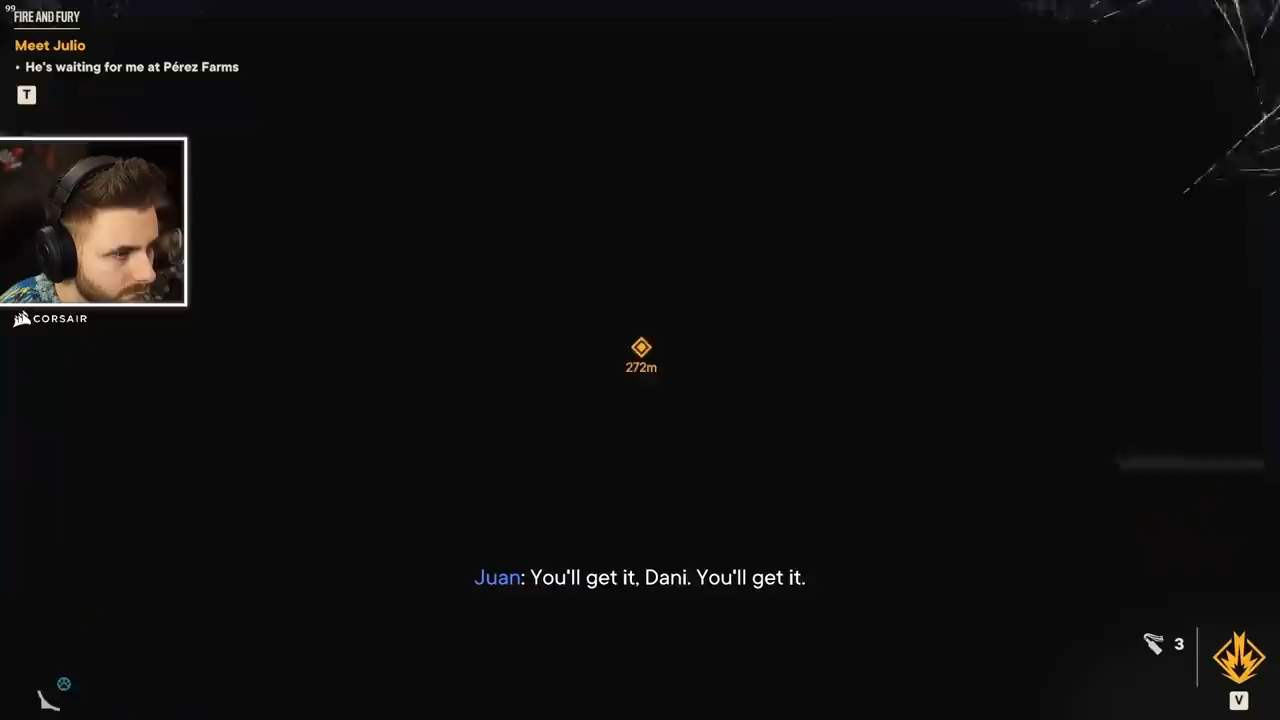 99
FIRE AND FURY
Meet Julio
• He's waiting for me at Pérez Farms
T
CORSAIR
272m
Juan: You'll get it, Dani. You'll get it.
3
V